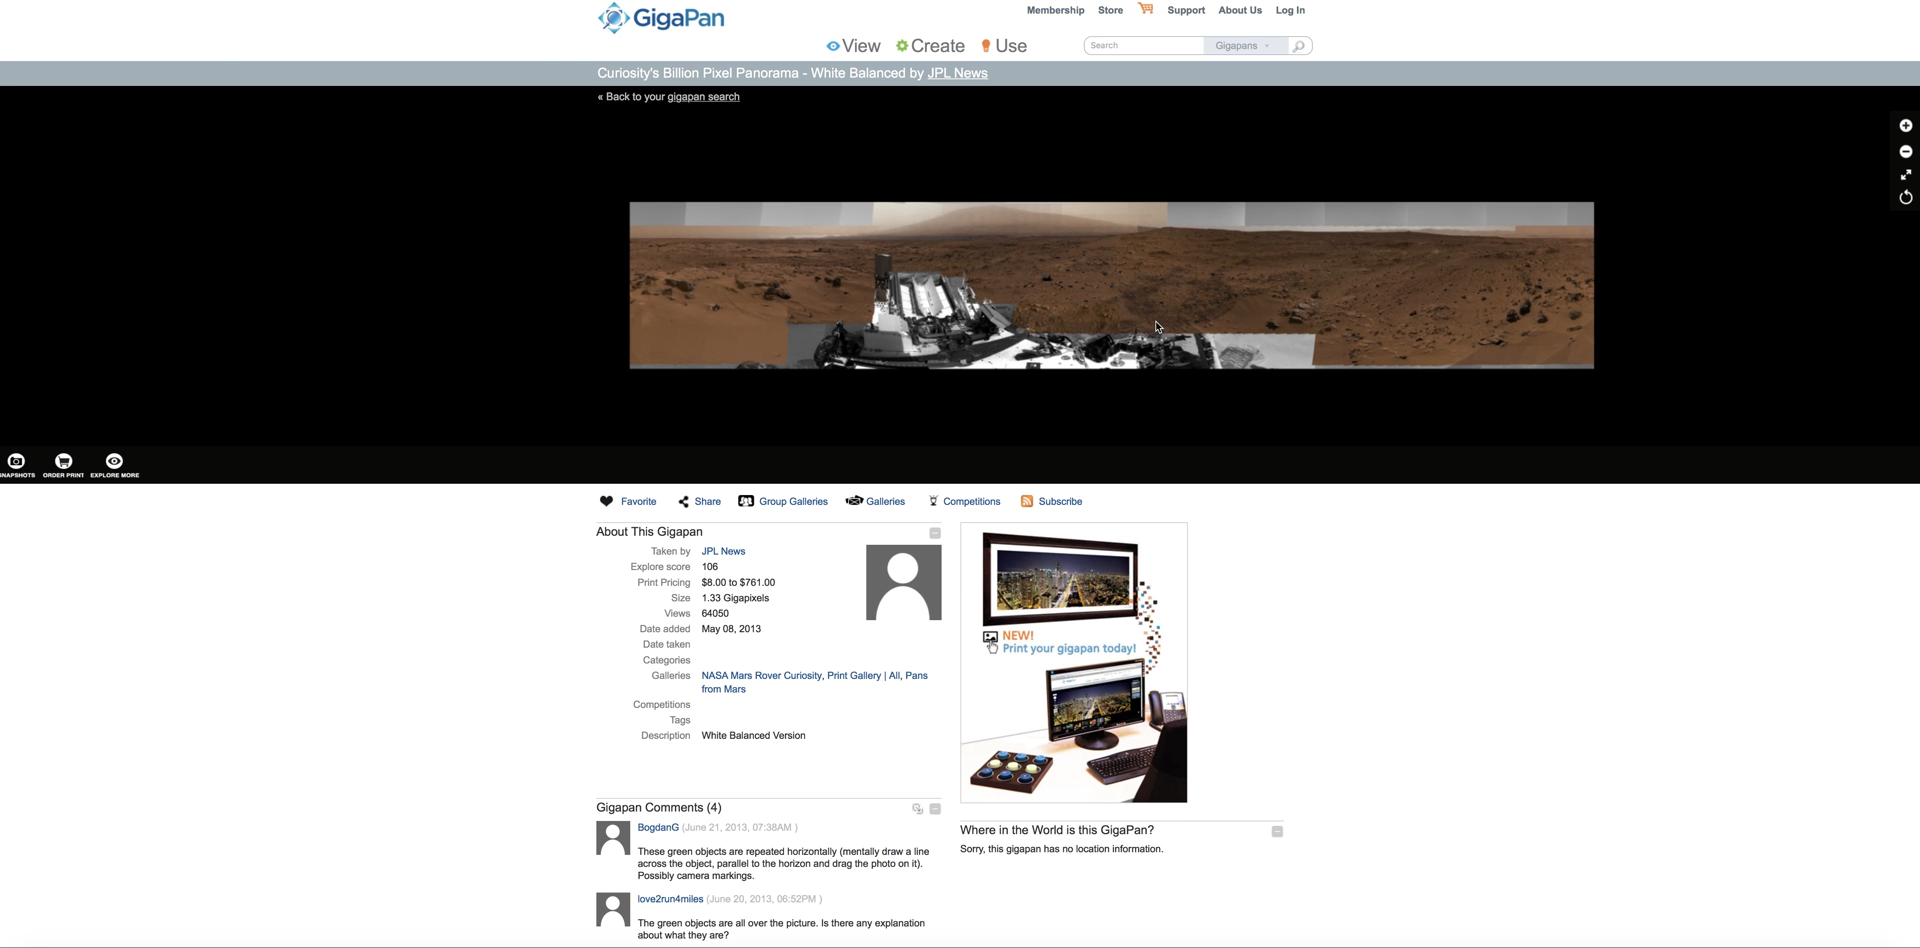 GigaPan
Membership Store Support About Us Log In
View Create Use
Search Gigapans
Curiosity's Billion Pixel Panorama - White Balanced by JPL News
« Back to your gigapan search
SNAPSHOTS ORDER PRINT EXPLORE MORE
Favorite Share Group Galleries Galleries Competitions Subscribe
About This Gigapan
Taken by JPL News
Explore score 106
Print Pricing $8.00 to $761.00
Size 1.33 Gigapixels
Views 64050
Date added May 08, 2013
Date taken
Categories
Galleries NASA Mars Rover Curiosity, Print Gallery | All, Pans
from Mars
Competitions
Tags
Description White Balanced Version
NEW!
Print your gigapan today!
Gigapan Comments (4)
BogdanG (June 21, 2013, 07:38AM )
These green objects are repeated horizontally (mentally draw a line
across the object, parallel to the horizon and drag the photo on it).
Possibly camera markings.
love2run4miles (June 20, 2013, 06:52PM )
The green objects are all over the picture. Is there any explanation
about what they are?
Where in the World is this GigaPan?
Sorry, this gigapan has no location information.